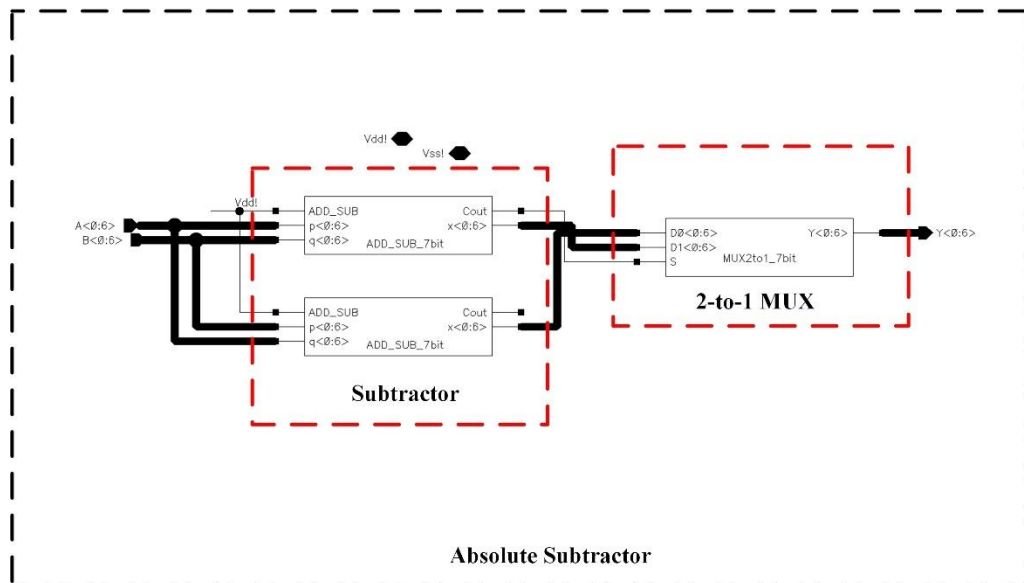 Vdd!
Vss!
Vdd!
A<0:6>
B<0:6>
ADD_SUB
p<0:6>
q<0:6>
Cout
x<0:6>
ADD_SUB_7bit
ADD_SUB
p<0:6>
q<0:6>
Cout
x<0:6>
ADD_SUB_7bit
Subtractor
D0<0:6>
D1<0:6>
S
Y<0:6>
MUX2to1_7bit
Y<0:6>
2-to-1 MUX
Absolute Subtractor